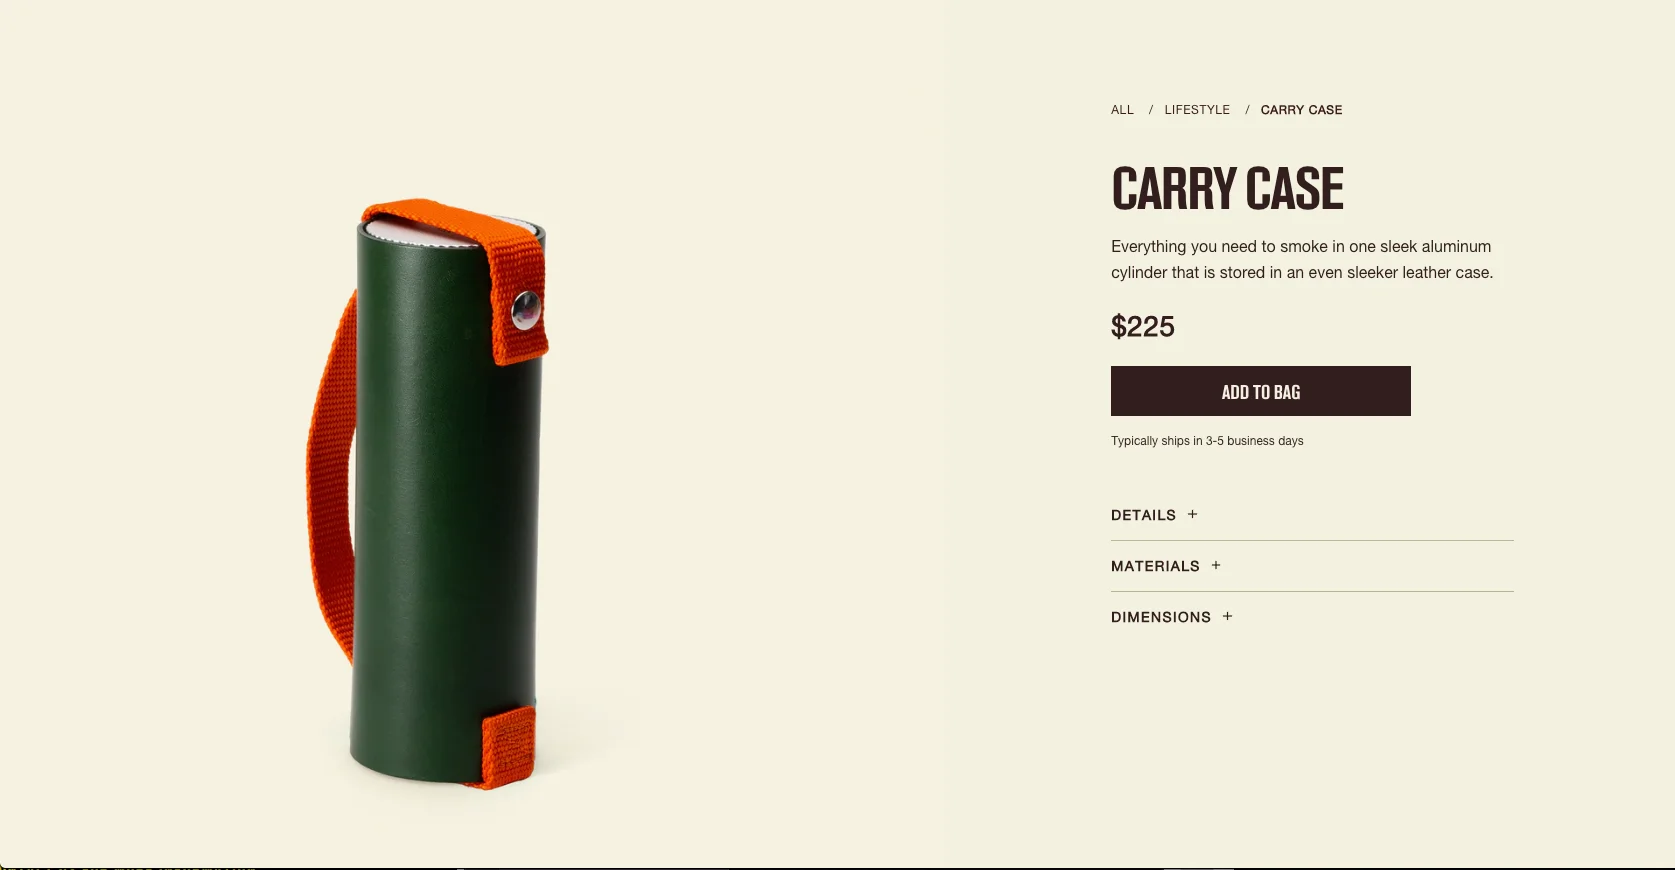 ALL / LIFESTYLE / CARRY CASE
CARRY CASE
Everything you need to smoke in one sleek aluminum
cylinder that is stored in an even sleeker leather case.
$225
ADD TO BAG
Typically ships in 3-5 business days
DETAILS +
MATERIALS +
DIMENSIONS +